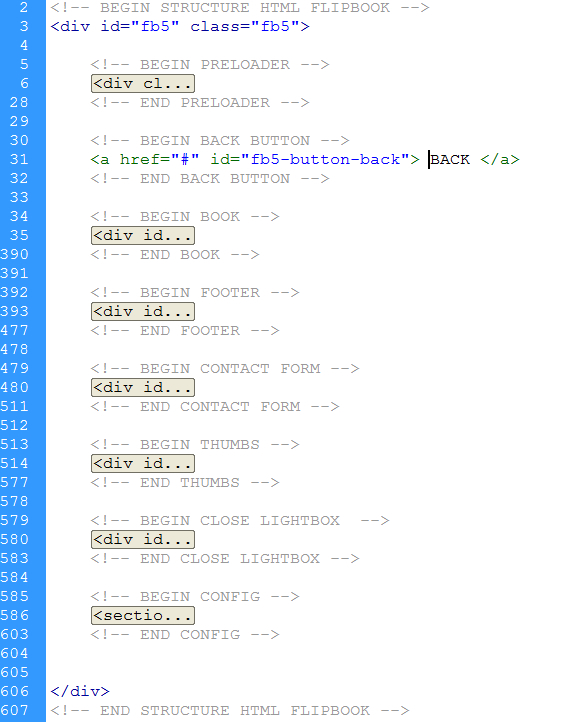 2 <!-- BEGIN STRUCTURE HTML FLIPBOOK -->
3 <div id="fb5" class="fb5">
4
5 <!-- BEGIN PRELOADER -->
6 <div cl...
28 <!-- END PRELOADER -->
29
30 <!-- BEGIN BACK BUTTON -->
31 <a href="#" id="fb5-button-back"> BACK </a>
32 <!-- END BACK BUTTON -->
33
34 <!-- BEGIN BOOK -->
35 <div id...
390 <!-- END BOOK -->
391
392 <!-- BEGIN FOOTER -->
393 <div id...
477 <!-- END FOOTER -->
478
479 <!-- BEGIN CONTACT FORM -->
480 <div id...
511 <!-- END CONTACT FORM -->
512
513 <!-- BEGIN THUMBS -->
514 <div id...
577 <!-- END THUMBS -->
578
579 <!-- BEGIN CLOSE LIGHTBOX  -->
580 <div id...
583 <!-- END CLOSE LIGHTBOX -->
584
585 <!-- BEGIN CONFIG -->
586 <sectio...
603 <!-- END CONFIG -->
604
605
606 </div>
607 <!-- END STRUCTURE HTML FLIPBOOK -->